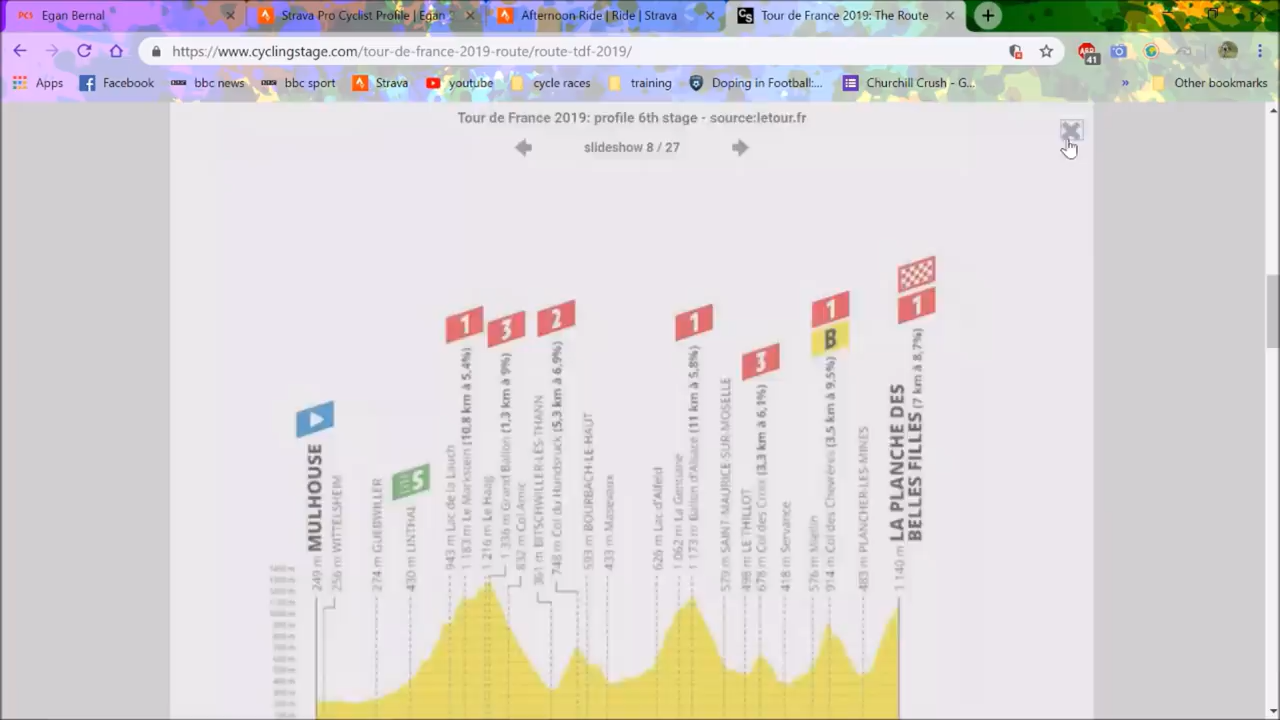 PCS Egan Bernal
Strava Pro Cyclist Profile | Egan
Afternoon Ride | Ride | Strava
CS Tour de France 2019: The Route
https://www.cyclingstage.com/tour-de-france-2019-route/route-tdf-2019/
ABP 41
Apps
Facebook
BBC bbc news
BBC bbc sport
Strava
youtube
cycle races
training
Doping in Football:...
Churchill Crush - G...
»
Other bookmarks
Tour de France 2019: profile 6th stage - source:letour.fr
slideshow 8 / 27
249 m MULHOUSE
256 m WITTELSHEIM
274 m GUEBWILLER
S
430 m LINTHAL
943 m Lac de la Lauch
1
1 183 m Le Markstein (10,8 km à 5,4%)
1 216 m Le Haag
3
1 336 m Grand Ballon (1,3 km à 9%)
832 m Col Amic
361 m BITSCHWILLER-LÈS-THANN
2
748 m Col du Hundsruck (5,3 km à 6,9%)
593 m BOURBACH-LE-HAUT
433 m Masevaux
626 m Lac d'Alfeld
1 062 m La Gentiane
1
1 173 m Ballon d'Alsace (11 km à 5,8%)
579 m SAINT-MAURICE-SUR-MOSELLE
498 m LE THILLOT
3
678 m Col des Croix (3,3 km à 6,1%)
418 m Servance
576 m Miellin
1
B
914 m Col des Chevrères (3,5 km à 9,5%)
483 m PLANCHER-LES-MINES
1
1 140 m LA PLANCHE DES
BELLES FILLES (7 km à 8,7%)